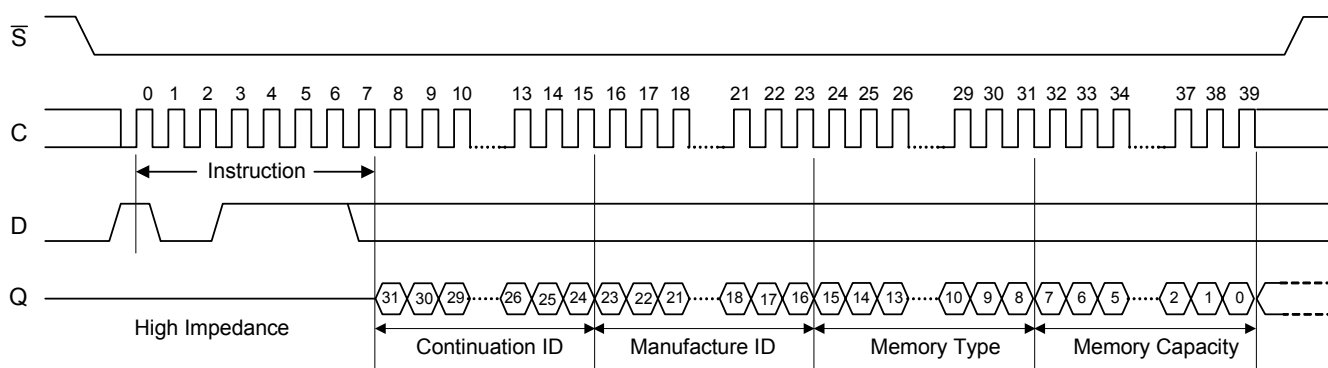 S
0 1 2 3 4 5 6 7 8 9 10 13 14 15 16 17 18 21 22 23 24 25 26 29 30 31 32 33 34 37 38 39
C
Instruction
D
Q
31 30 29 26 25 24 23 22 21 18 17 16 15 14 13 10 9 8 7 6 5 2 1 0
High Impedance
Continuation ID Manufacture ID Memory Type Memory Capacity